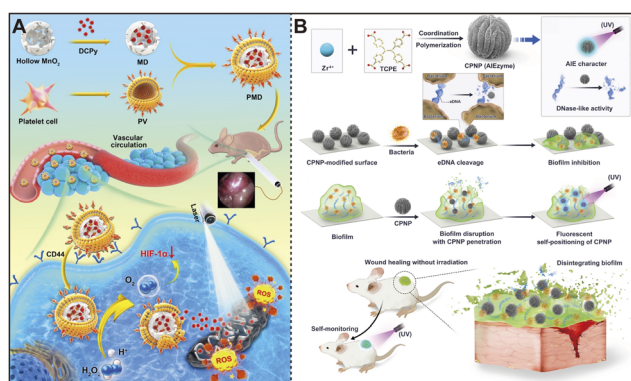 A
Hollow MnO₂
DCPy
MD
Platelet cell
PV
PMD
Vascular
circulation
Laser
CD44
HIF-1α
O₂
ROS
ROS
ROS
H⁺
H₂O₂
B
Zr⁴⁺
+
TCPE
Coordination
Polymerization
CPNP (AIEzyme)
(UV)
AIE character
DNase-like activity
eDNA
CPNP-modified surface
Bacteria
eDNA cleavage
Biofilm inhibition
Biofilm
CPNP
Biofilm disruption
with CPNP penetration
(UV)
Fluorescent
self-positioning of CPNP
Wound healing without irradiation
Disintegrating biofilm
Self-monitoring
(UV)